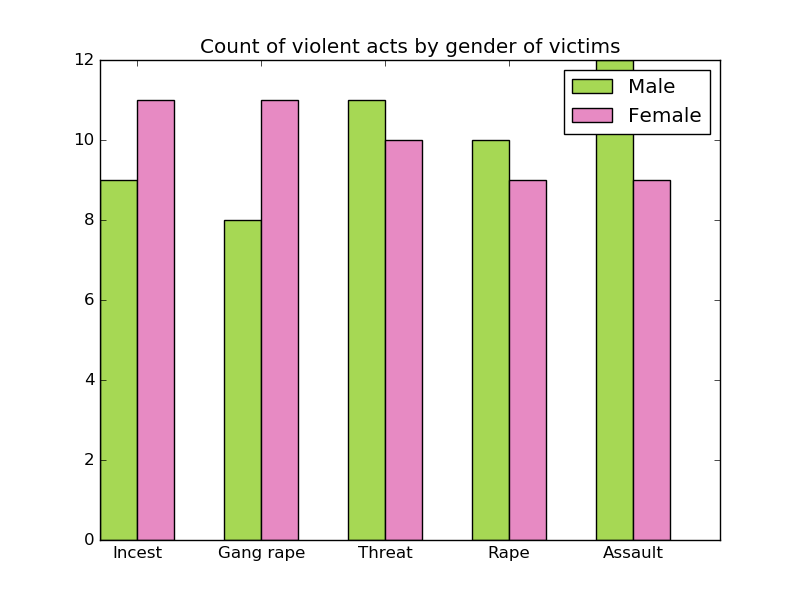 Count of violent acts by gender of victims
12
10
8
6
4
2
0
Male
Female
Incest
Gang rape
Threat
Rape
Assault